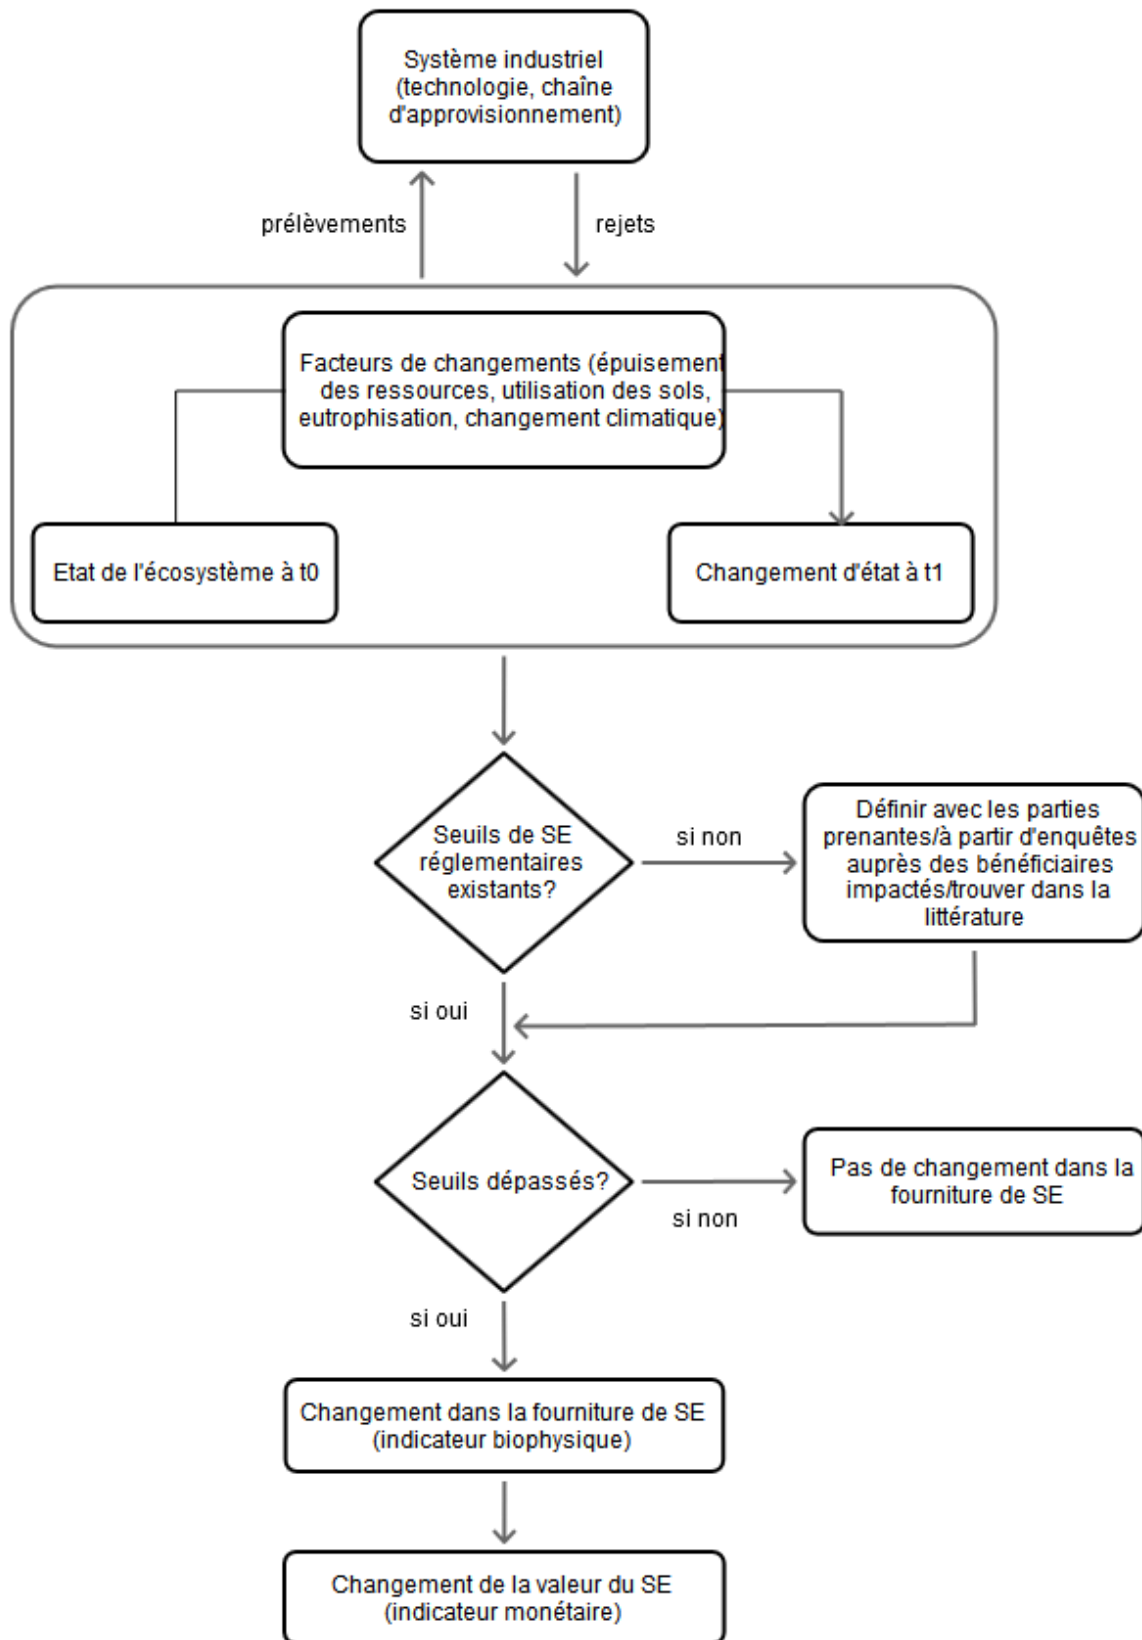 Système industriel
(technologie, chaîne
d'approvisionnement)
prélèvements
rejets
Facteurs de changements (épuisement
des ressources, utilisation des sols,
eutrophisation, changement climatique)
Etat de l'écosystème à t0
Changement d'état à t1
Seuils de SE
réglementaires
existants?
si non
Définir avec les parties
prenantes/à partir d'enquêtes
auprès des bénéficiaires
impactés/trouver dans la
littérature
si oui
Seuils dépassés?
si non
Pas de changement dans la
fourniture de SE
si oui
Changement dans la fourniture de SE
(indicateur biophysique)
Changement de la valeur du SE
(indicateur monétaire)